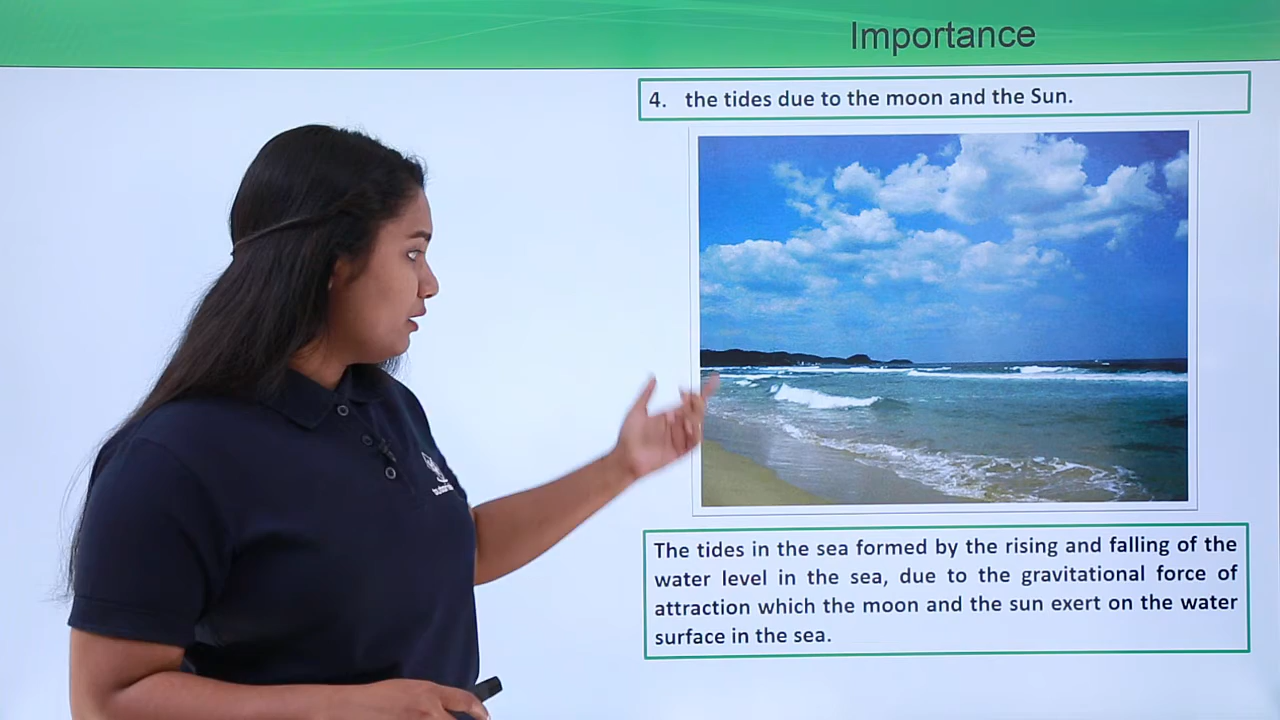 Importance
4. the tides due to the moon and the Sun.
The tides in the sea formed by the rising and falling of the
water level in the sea, due to the gravitational force of
attraction which the moon and the sun exert on the water
surface in the sea.